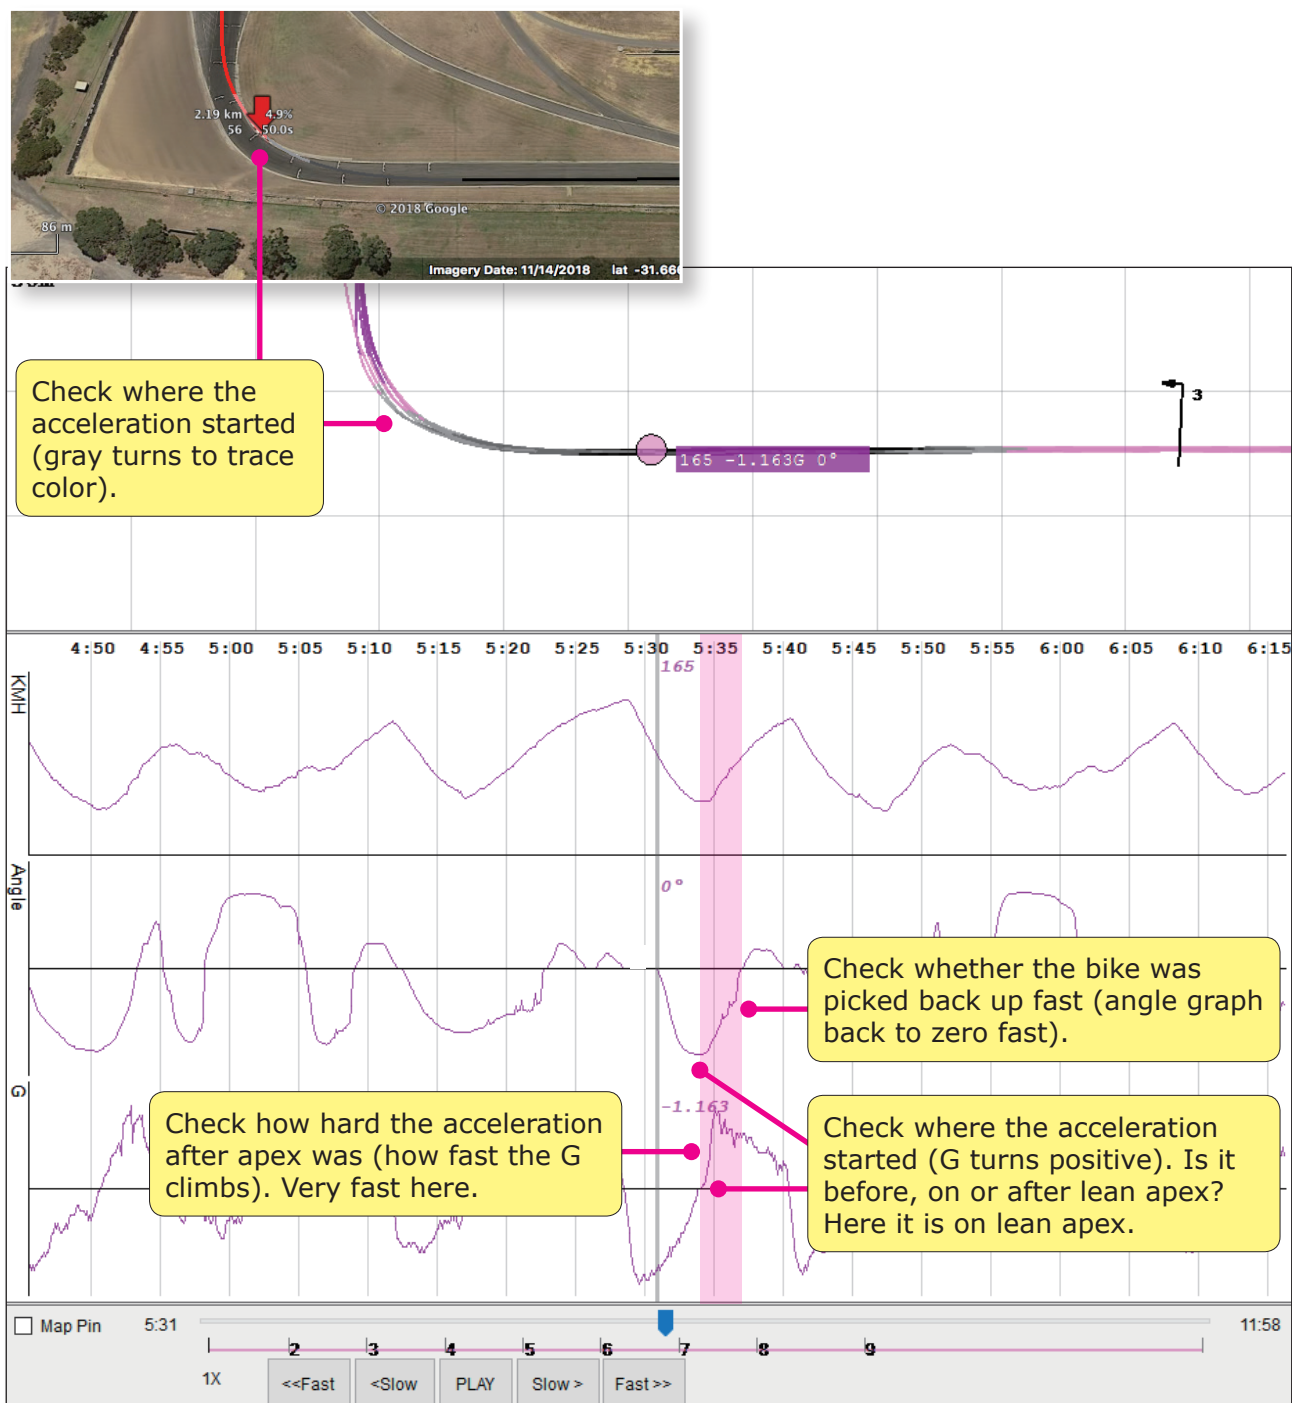 2.19 km 4.9%
56 50.0s
© 2018 Google
86 m
Imagery Date: 11/14/2018 lat -31.66
Check where the
acceleration started
(gray turns to trace
color).
3
165 -1.163G 0°
4:50 4:55 5:00 5:05 5:10 5:15 5:20 5:25 5:30 5:35 5:40 5:45 5:50 5:55 6:00 6:05 6:10 6:15
165
KMH
Angle
0°
Check whether the bike was
picked back up fast (angle graph
back to zero fast).
G
-1.163
Check how hard the acceleration
after apex was (how fast the G
climbs). Very fast here.
Check where the acceleration
started (G turns positive). Is it
before, on or after lean apex?
Here it is on lean apex.
Map Pin 5:31 11:58
2 3 4 5 6 7 8 9
1X <<Fast <Slow PLAY Slow > Fast >>